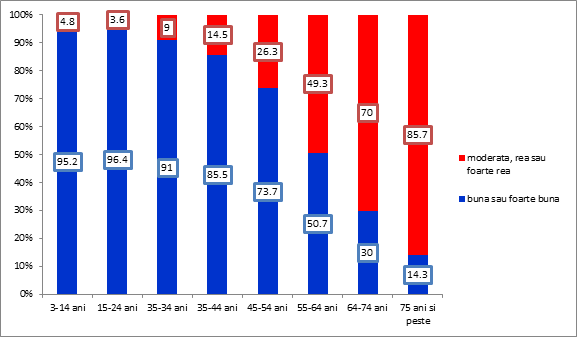 100%
90%
80%
70%
60%
50%
40%
30%
20%
10%
0%
4.8
3.6
9
14.5
26.3
49.3
70
85.7
95.2
96.4
91
85.5
73.7
50.7
30
14.3
3-14 ani
15-24 ani
35-34 ani
35-44 ani
45-54 ani
55-64 ani
64-74 ani
75 ani si
peste
moderata, rea sau
foarte rea
buna sau foarte buna